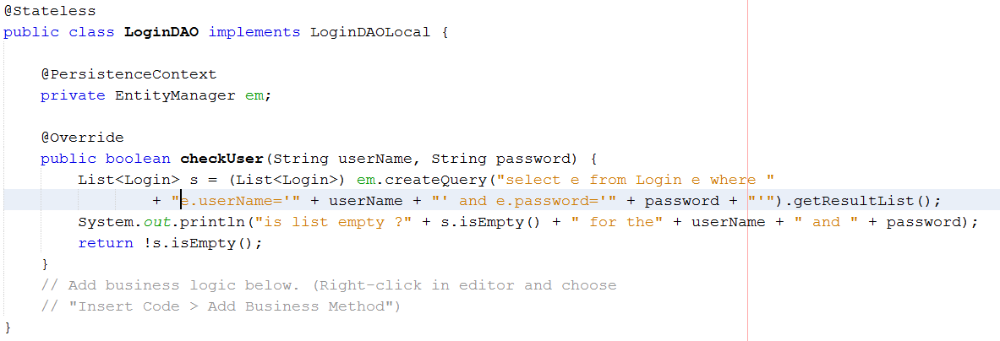 @Stateless
public class LoginDAO implements LoginDAOLocal {
@PersistenceContext
private EntityManager em;
@Override
public boolean checkUser(String userName, String password) {
List<Login> s = (List<Login>) em.createQuery("select e from Login e where "
+ "e.userName='" + userName + "' and e.password='" + password + "'").getResultList();
System.out.println("is list empty ?" + s.isEmpty() + " for the" + userName + " and " + password);
return !s.isEmpty();
}
// Add business logic below. (Right-click in editor and choose
// "Insert Code > Add Business Method")
}